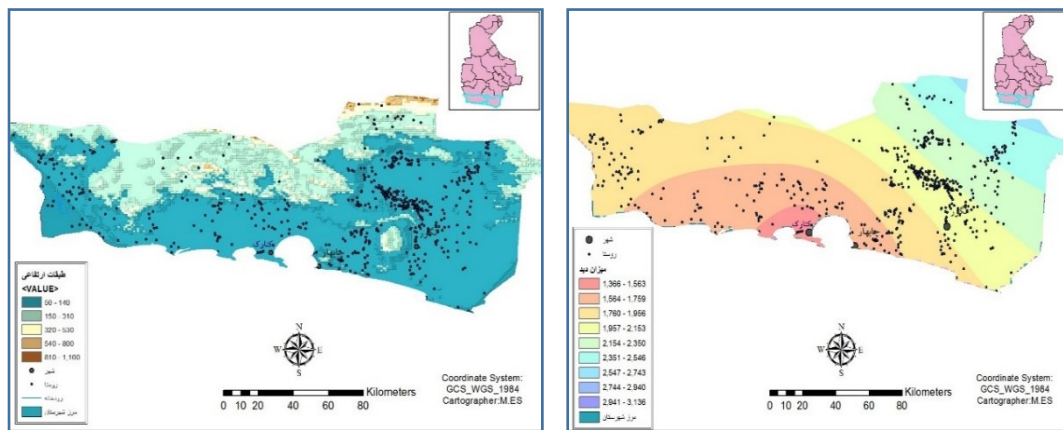 کنارک
چابهار
طبقات ارتفاعی
<VALUE>
50 - 140
150 - 310
320 - 530
540 - 800
810 - 1,100
شهر
روستا
رودخانه
مرز شهرستان
N
W E
S
0 5 10 20 40 60 80
Kilometers
Coordinate System:
GCS_WGS_1984
Cartographer:M.ES
کنارک
چابهار
شهر
روستا
میزان دید
1,366 - 1,563
1,564 - 1,759
1,760 - 1,956
1,957 - 2,153
2,154 - 2,350
2,351 - 2,546
2,547 - 2,743
2,744 - 2,940
2,941 - 3,136
مرز شهرستان
N
W E
S
0 5 10 20 40 60 80
Kilometers
Coordinate System:
GCS_WGS_1984
Cartographer:M.ES